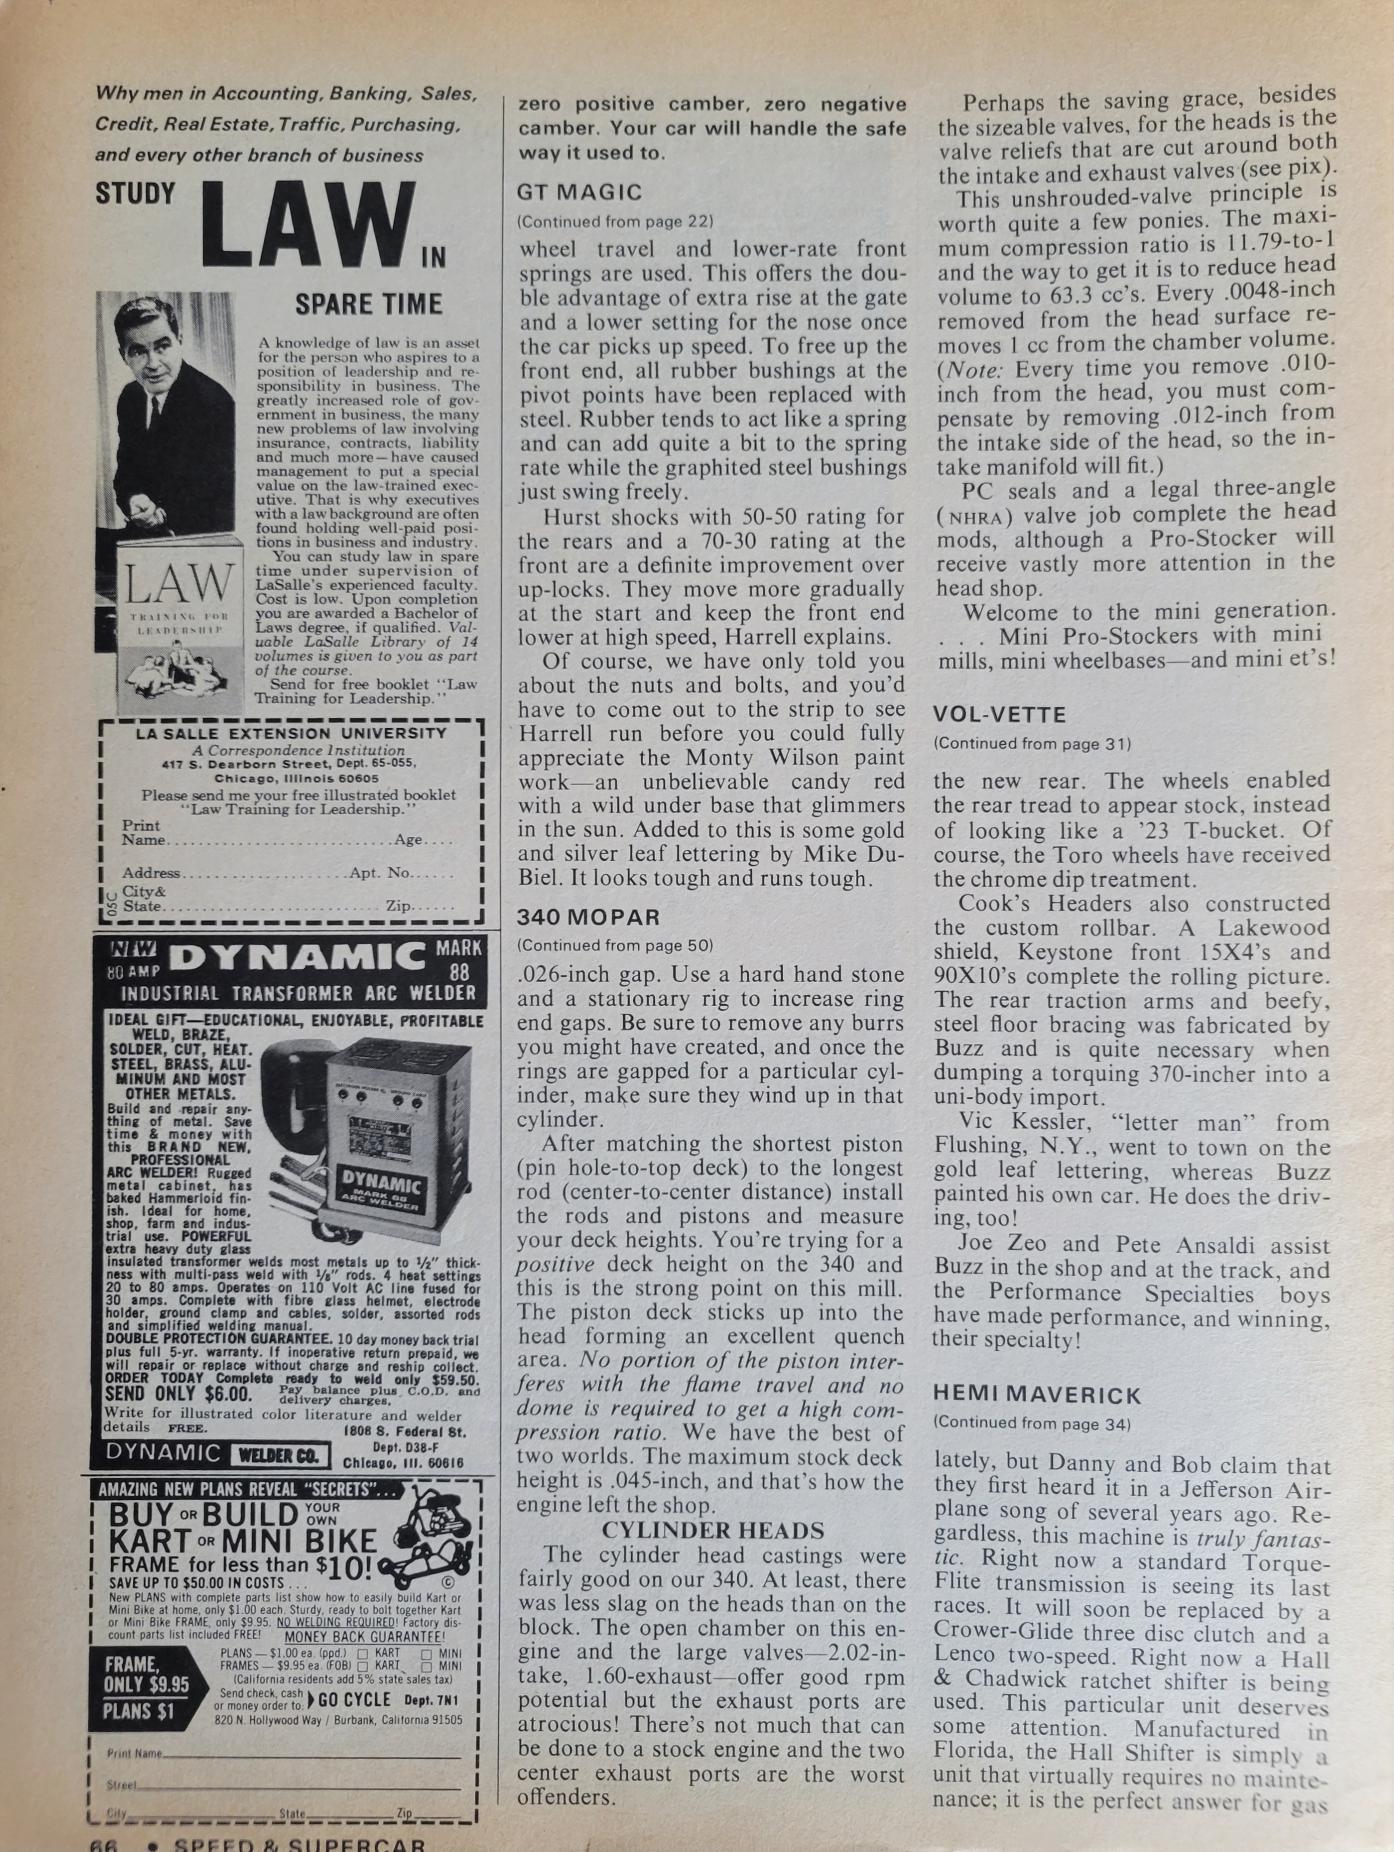 Why men in Accounting, Banking, Sales,
Credit, Real Estate, Traffic, Purchasing,
and every other branch of business
STUDY LAW IN
SPARE TIME
A knowledge of law is an asset
for the person who aspires to a
position of leadership and re-
sponsibility in business. The
greatly increased role of gov-
ernment in business, the many
new problems of law involving
insurance, contracts, liability
and much more—have caused
management to put a special
value on the law-trained exec-
utive. That is why executives
with a law background are often
found holding well-paid posi-
tions in business and industry.
You can study law in spare
time under supervision of
LaSalle's experienced faculty.
Cost is low. Upon completion
you are awarded a Bachelor of
Laws degree, if qualified. Val-
uable LaSalle Library of 14
volumes is given to you as part
of the course.
Send for free booklet "Law
Training for Leadership."
LAW
TRAINING FOR
LEADERSHIP
LA SALLE EXTENSION UNIVERSITY
A Correspondence Institution
417 S. Dearborn Street, Dept. 65-055,
Chicago, Illinois 60605
Please send me your free illustrated booklet
"Law Training for Leadership."
Print
Name..............................Age....
Address......................Apt. No......
City&
State............................ Zip......
05C
NEW 80 AMP DYNAMIC MARK 88
INDUSTRIAL TRANSFORMER ARC WELDER
IDEAL GIFT—EDUCATIONAL, ENJOYABLE, PROFITABLE
WELD, BRAZE,
SOLDER, CUT, HEAT.
STEEL, BRASS, ALU-
MINUM AND MOST
OTHER METALS.
Build and repair any-
thing of metal. Save
time & money with
this BRAND NEW,
PROFESSIONAL
ARC WELDER! Rugged
metal cabinet, has
baked Hammerloid fin-
ish. Ideal for home,
shop, farm and indus-
trial use. POWERFUL
extra heavy duty glass
insulated transformer welds most metals up to ½" thick-
ness with multi-pass weld with ⅛" rods. 4 heat settings
20 to 80 amps. Operates on 110 Volt AC line fused for
30 amps. Complete with fibre glass helmet, electrode
holder, ground clamp and cables, solder, assorted rods
and simplified welding manual.
DOUBLE PROTECTION GUARANTEE. 10 day money back trial
plus full 5-yr. warranty. If inoperative return prepaid, we
will repair or replace without charge and reship collect.
ORDER TODAY Complete ready to weld only $59.50.
SEND ONLY $6.00. Pay balance plus C.O.D. and
delivery charges.
Write for illustrated color literature and welder
details FREE.
DYNAMIC WELDER CO.
1808 S. Federal St.
Dept. D38-F
Chicago, Ill. 60616
DYNAMIC
MARK 88
ARC WELDER
AMAZING NEW PLANS REVEAL "SECRETS"...
BUY OR BUILD YOUR OWN
KART OR MINI BIKE
FRAME for less than $10!
SAVE UP TO $50.00 IN COSTS . . .
©
New PLANS with complete parts list show how to easily build Kart or
Mini Bike at home, only $1.00 each. Sturdy, ready to bolt together Kart
or Mini Bike FRAME, only $9.95. NO WELDING REQUIRED! Factory dis-
count parts list included FREE! MONEY BACK GUARANTEE!
FRAME,
ONLY $9.95
PLANS $1
PLANS — $1.00 ea. (ppd.) □ KART □ MINI
FRAMES — $9.95 ea. (FOB) □ KART □ MINI
(California residents add 5% state sales tax)
Send check, cash
or money order to: GO CYCLE Dept. 7N1
820 N. Hollywood Way / Burbank, California 91505
Print Name
Street
City State Zip
66 • SPEED & SUPERCAR
zero positive camber, zero negative
camber. Your car will handle the safe
way it used to.
GT MAGIC
(Continued from page 22)
wheel travel and lower-rate front
springs are used. This offers the dou-
ble advantage of extra rise at the gate
and a lower setting for the nose once
the car picks up speed. To free up the
front end, all rubber bushings at the
pivot points have been replaced with
steel. Rubber tends to act like a spring
and can add quite a bit to the spring
rate while the graphited steel bushings
just swing freely.
Hurst shocks with 50-50 rating for
the rears and a 70-30 rating at the
front are a definite improvement over
up-locks. They move more gradually
at the start and keep the front end
lower at high speed, Harrell explains.
Of course, we have only told you
about the nuts and bolts, and you'd
have to come out to the strip to see
Harrell run before you could fully
appreciate the Monty Wilson paint
work—an unbelievable candy red
with a wild under base that glimmers
in the sun. Added to this is some gold
and silver leaf lettering by Mike Du-
Biel. It looks tough and runs tough.
340 MOPAR
(Continued from page 50)
.026-inch gap. Use a hard hand stone
and a stationary rig to increase ring
end gaps. Be sure to remove any burrs
you might have created, and once the
rings are gapped for a particular cyl-
inder, make sure they wind up in that
cylinder.
After matching the shortest piston
(pin hole-to-top deck) to the longest
rod (center-to-center distance) install
the rods and pistons and measure
your deck heights. You're trying for a
positive deck height on the 340 and
this is the strong point on this mill.
The piston deck sticks up into the
head forming an excellent quench
area. No portion of the piston inter-
feres with the flame travel and no
dome is required to get a high com-
pression ratio. We have the best of
two worlds. The maximum stock deck
height is .045-inch, and that's how the
engine left the shop.
CYLINDER HEADS
The cylinder head castings were
fairly good on our 340. At least, there
was less slag on the heads than on the
block. The open chamber on this en-
gine and the large valves—2.02-in-
take, 1.60-exhaust—offer good rpm
potential but the exhaust ports are
atrocious! There's not much that can
be done to a stock engine and the two
center exhaust ports are the worst
offenders.
Perhaps the saving grace, besides
the sizeable valves, for the heads is the
valve reliefs that are cut around both
the intake and exhaust valves (see pix).
This unshrouded-valve principle is
worth quite a few ponies. The maxi-
mum compression ratio is 11.79-to-1
and the way to get it is to reduce head
volume to 63.3 cc's. Every .0048-inch
removed from the head surface re-
moves 1 cc from the chamber volume.
(Note: Every time you remove .010-
inch from the head, you must com-
pensate by removing .012-inch from
the intake side of the head, so the in-
take manifold will fit.)
PC seals and a legal three-angle
(NHRA) valve job complete the head
mods, although a Pro-Stocker will
receive vastly more attention in the
head shop.
Welcome to the mini generation.
. . . Mini Pro-Stockers with mini
mills, mini wheelbases—and mini et's!
VOL-VETTE
(Continued from page 31)
the new rear. The wheels enabled
the rear tread to appear stock, instead
of looking like a '23 T-bucket. Of
course, the Toro wheels have received
the chrome dip treatment.
Cook's Headers also constructed
the custom rollbar. A Lakewood
shield, Keystone front 15X4's and
90X10's complete the rolling picture.
The rear traction arms and beefy,
steel floor bracing was fabricated by
Buzz and is quite necessary when
dumping a torquing 370-incher into a
uni-body import.
Vic Kessler, "letter man" from
Flushing, N.Y., went to town on the
gold leaf lettering, whereas Buzz
painted his own car. He does the driv-
ing, too!
Joe Zeo and Pete Ansaldi assist
Buzz in the shop and at the track, and
the Performance Specialties boys
have made performance, and winning,
their specialty!
HEMI MAVERICK
(Continued from page 34)
lately, but Danny and Bob claim that
they first heard it in a Jefferson Air-
plane song of several years ago. Re-
gardless, this machine is truly fantas-
tic. Right now a standard Torque-
Flite transmission is seeing its last
races. It will soon be replaced by a
Crower-Glide three disc clutch and a
Lenco two-speed. Right now a Hall
& Chadwick ratchet shifter is being
used. This particular unit deserves
some attention. Manufactured in
Florida, the Hall Shifter is simply a
unit that virtually requires no mainte-
nance; it is the perfect answer for gas